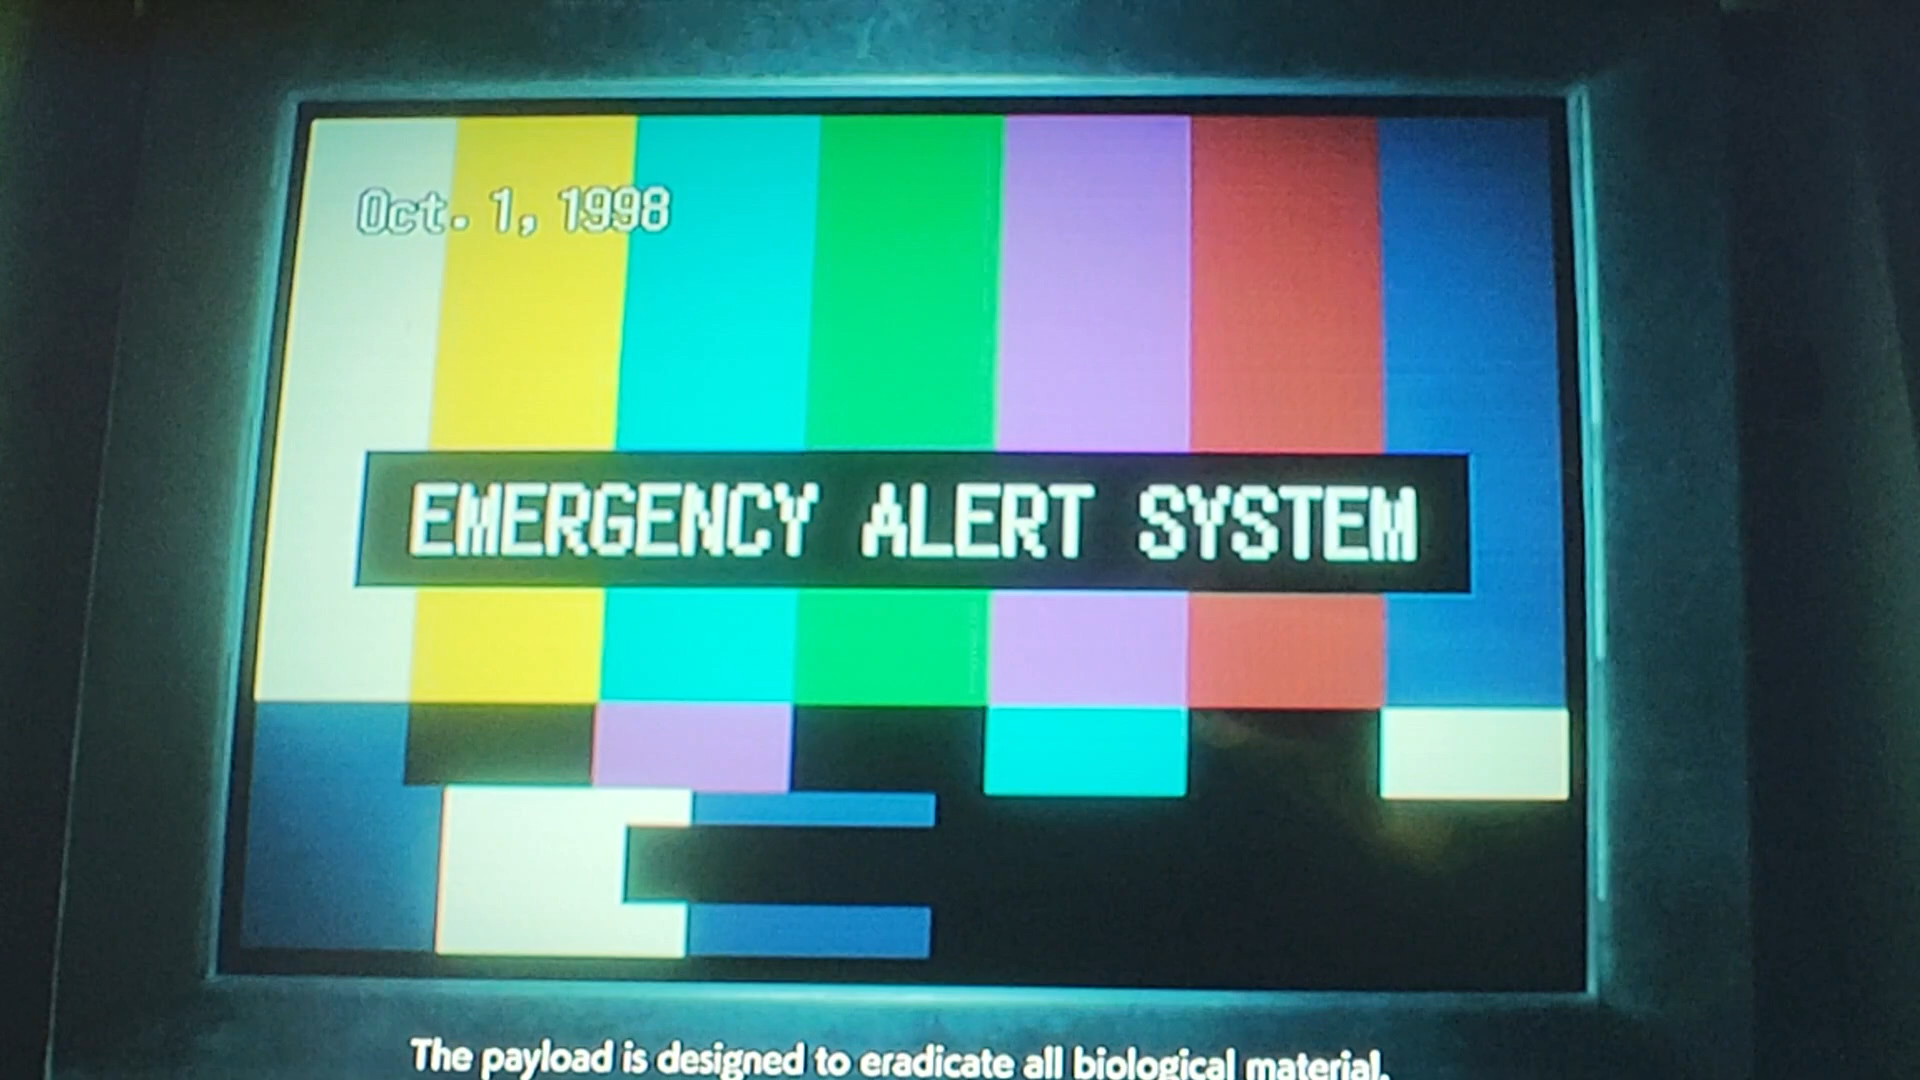 Oct. 1, 1998
EMERGENCY ALERT SYSTEM
The payload is designed to eradicate all biological material.